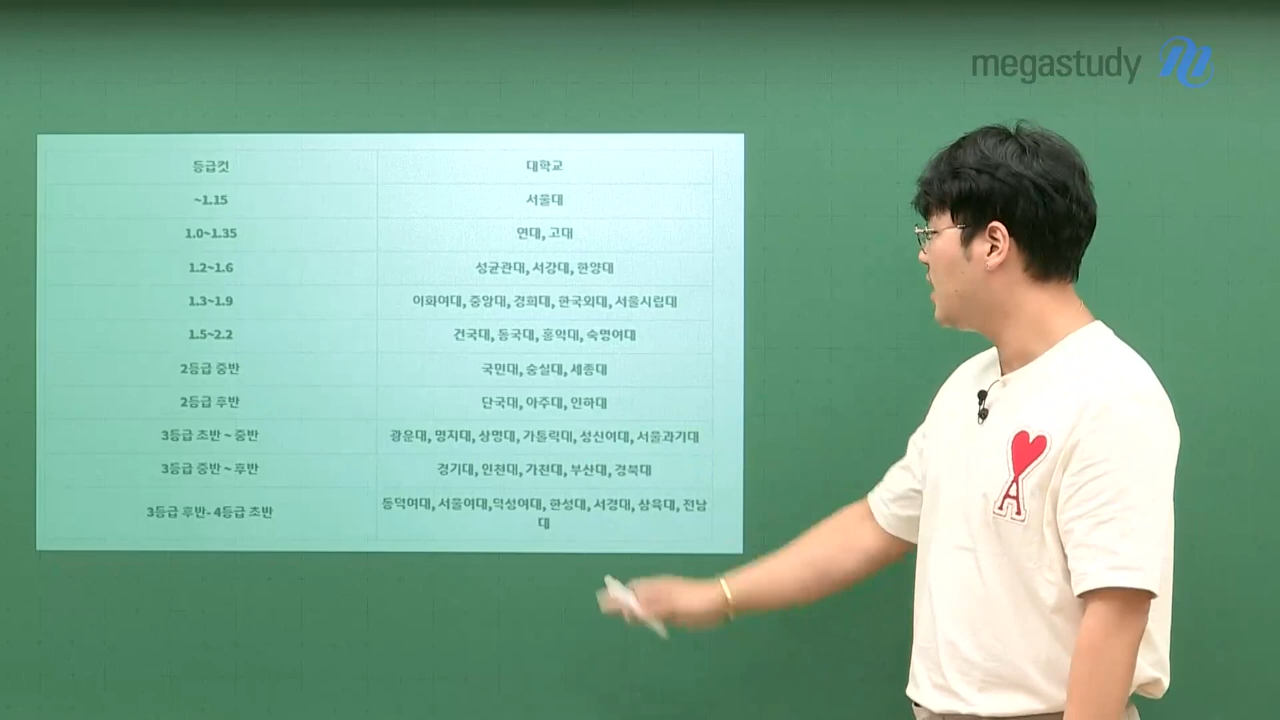 megastudy
등급컷 대학교
~1.15 서울대
1.0~1.35 연대, 고대
1.2~1.6 성균관대, 서강대, 한양대
1.3~1.9 이화여대, 중앙대, 경희대, 한국외대, 서울시립대
1.5~2.2 건국대, 동국대, 홍익대, 숙명여대
2등급 중반 국민대, 숭실대, 세종대
2등급 후반 단국대, 아주대, 인하대
3등급 초반 ~ 중반 광운대, 명지대, 상명대, 가톨릭대, 성신여대, 서울과기대
3등급 중반 ~ 후반 경기대, 인천대, 가천대, 부산대, 경북대
3등급 후반- 4등급 초반 동덕여대, 서울여대,덕성여대, 한성대, 서경대, 삼육대, 전남
대
A